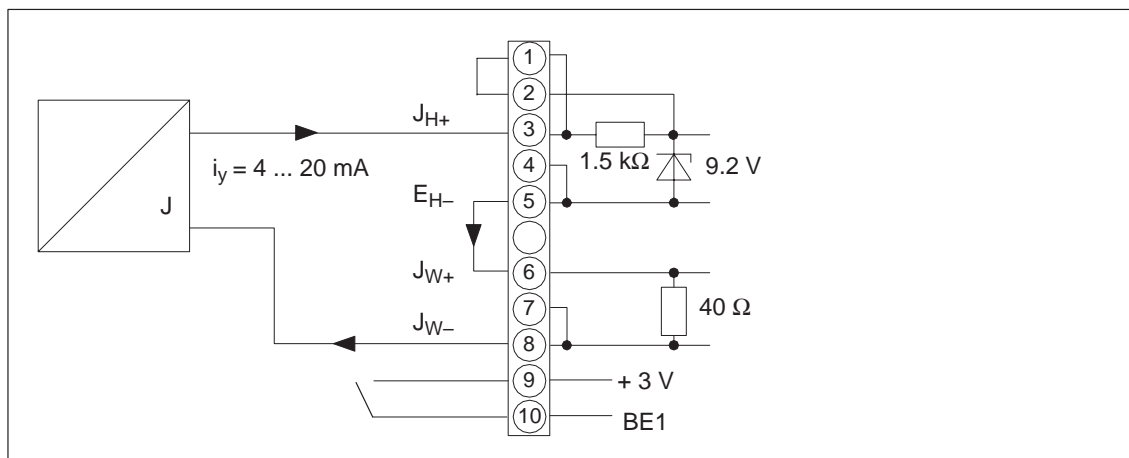 1
2
J_H+
3
1.5 kΩ
9.2 V
i_y = 4 ... 20 mA
4
J
E_H–
5
J_W+
6
7
40 Ω
J_W–
8
9
+ 3 V
10
BE1